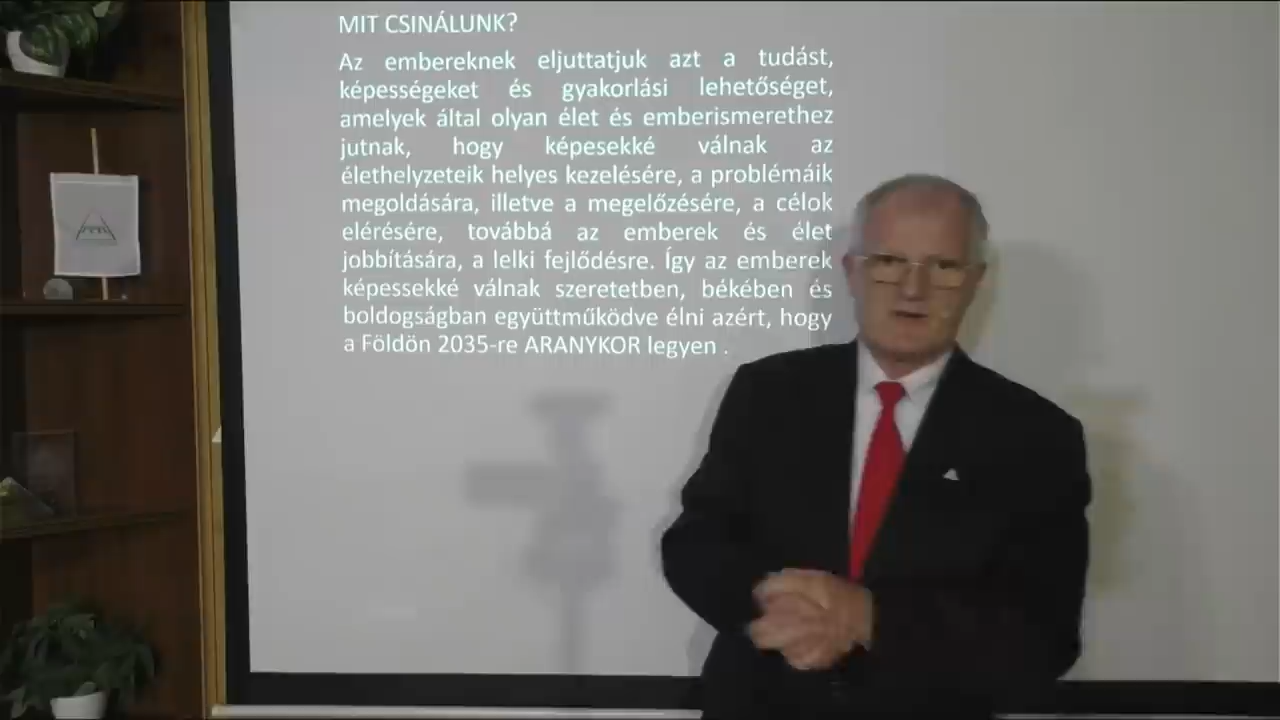 MIT CSINÁLUNK?
Az embereknek eljuttatjuk azt a tudást,
képességeket és gyakorlási lehetőséget,
amelyek által olyan élet és emberismerethez
jutnak, hogy képesekké válnak az
élethelyzeteik helyes kezelésére, a problémáik
megoldására, illetve a megelőzésére, a célok
elérésére, továbbá az emberek és élet
jobbítására, a lelki fejlődésre. Így az emberek
képessekké válnak szeretetben, békében és
boldogságban együttműködve élni azért, hogy
a Földön 2035-re ARANYKOR legyen .